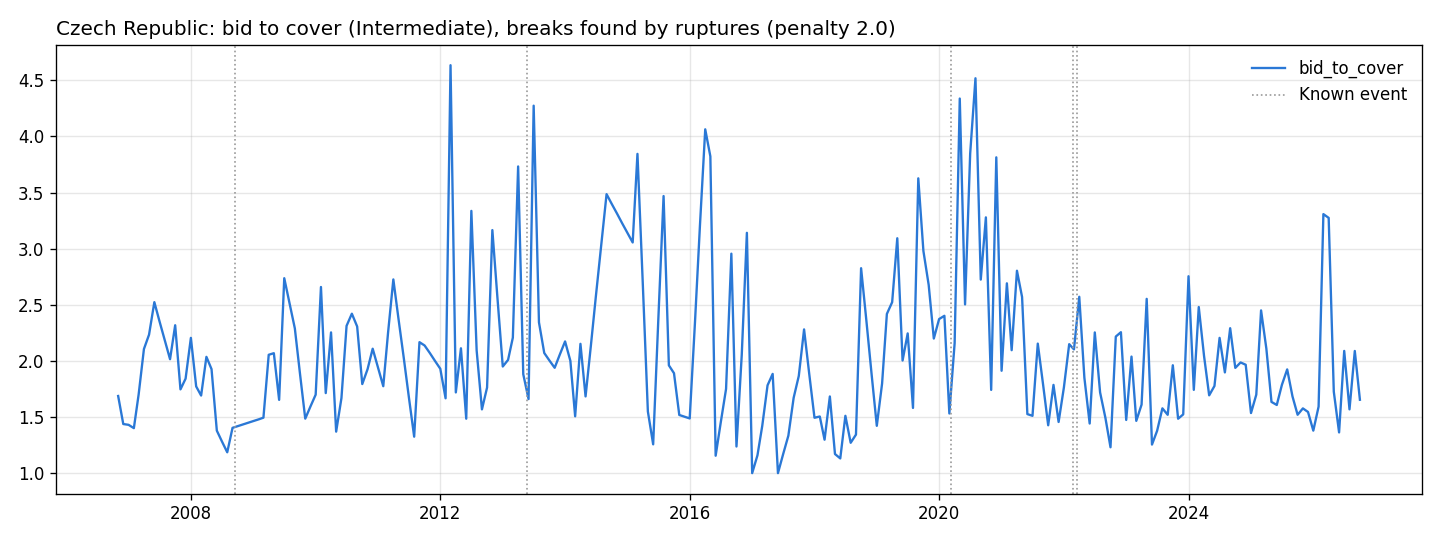 Czech Republic: bid to cover (Intermediate), breaks found by ruptures (penalty 2.0)
bid_to_cover
Known event
4.5
4.0
3.5
3.0
2.5
2.0
1.5
1.0
2008 2012 2016 2020 2024